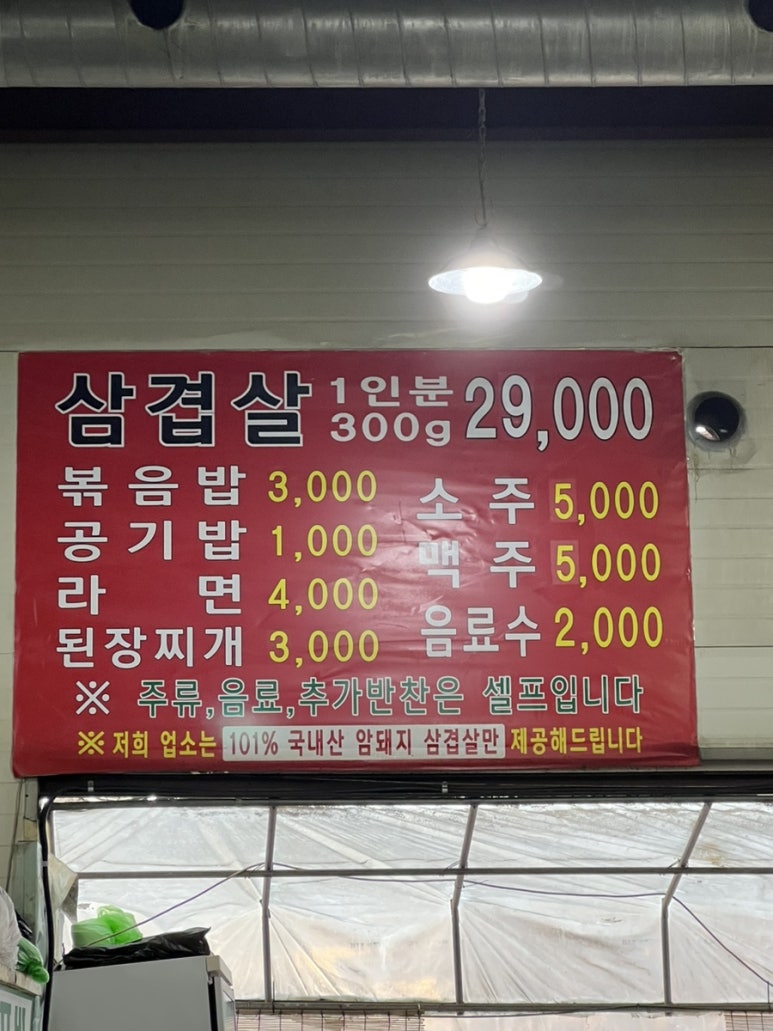 삼겹살 1인분 300g 29,000
볶음밥 3,000
공기밥 1,000
라면 4,000
된장찌개 3,000
소주 5,000
맥주 5,000
음료수 2,000
※ 주류,음료,추가반찬은 셀프입니다
※ 저희 업소는 101% 국내산 암돼지 삼겹살만 제공해드립니다